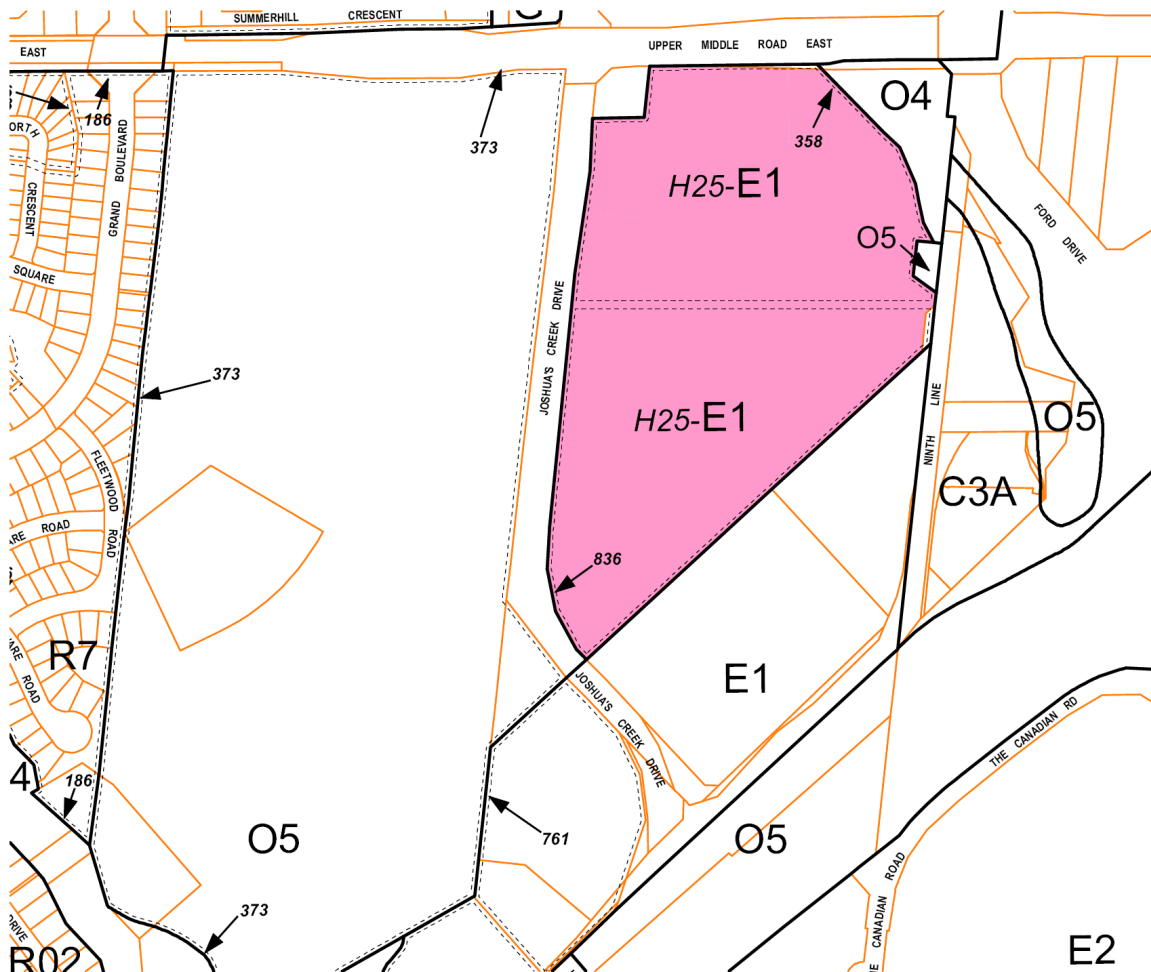 SUMMERHILL CRESCENT
EAST
UPPER MIDDLE ROAD EAST
O4
186
373
358
H25-E1
CRESCENT
GRAND BOULEVARD
FORD DRIVE
O5
SQUARE
JOSHUA'S CREEK DRIVE
373
NINTH LINE
H25-E1
O5
FLEETWOOD ROAD
C3A
ROAD
836
R7
ROAD
E1
JOSHUA'S CREEK DRIVE
THE CANADIAN RD
4
186
O5
761
O5
CANADIAN ROAD
373
DRIVE
R02
E2